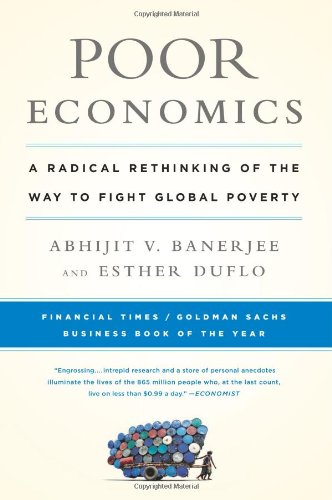 POOR
ECONOMICS
A RADICAL RETHINKING OF THE
WAY TO FIGHT GLOBAL POVERTY
ABHIJIT V. BANERJEE
AND ESTHER DUFLO
FINANCIAL TIMES / GOLDMAN SACHS
BUSINESS BOOK OF THE YEAR
"Engrossing....intrepid research and a store of personal anecdotes
illuminate the lives of the 865 million people who, at the last count,
live on less than $0.99 a day." —ECONOMIST